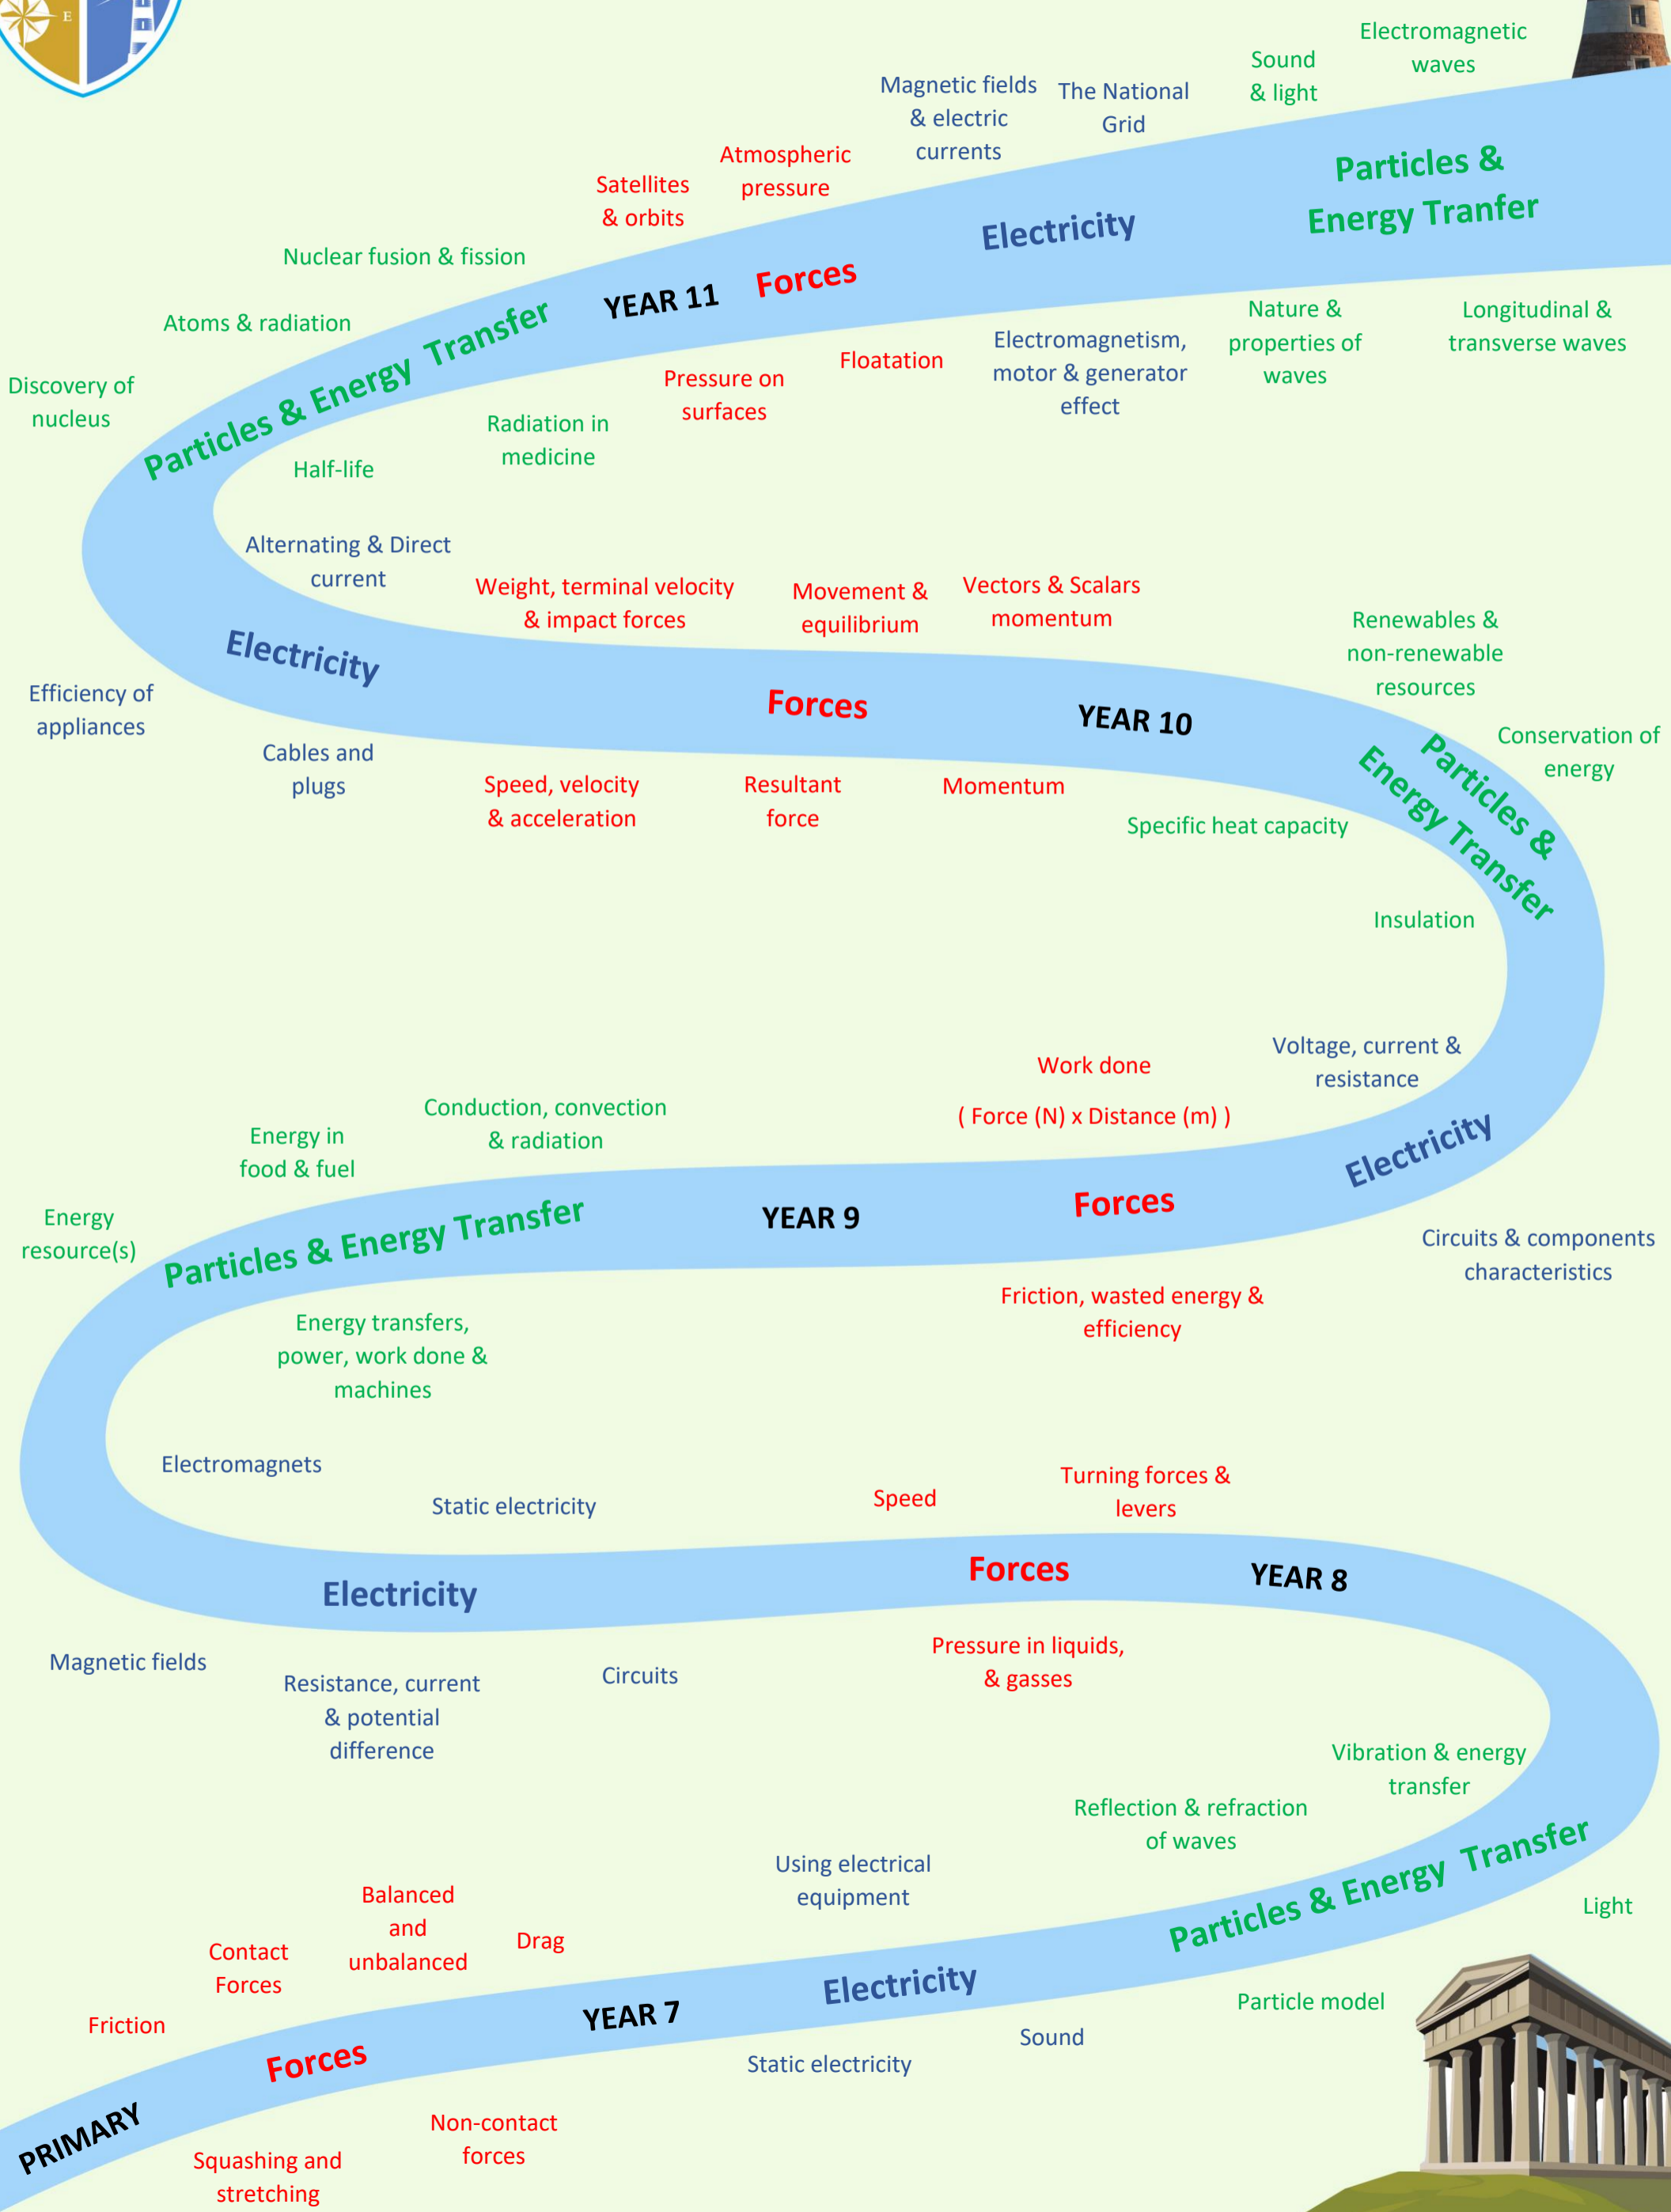 E
Electromagnetic
waves
Sound
& light
Magnetic fields
& electric
currents
The National
Grid
Atmospheric
pressure
Satellites
& orbits
Particles &
Energy Tranfer
Electricity
Nuclear fusion & fission
Forces
YEAR 11
Atoms & radiation
Particles & Energy Transfer
Discovery of
nucleus
Nature &
properties of
waves
Longitudinal &
transverse waves
Electromagnetism,
motor & generator
effect
Floatation
Pressure on
surfaces
Radiation in
medicine
Half-life
Alternating & Direct
current
Weight, terminal velocity
& impact forces
Movement &
equilibrium
Vectors & Scalars
momentum
Renewables &
non-renewable
resources
Electricity
Forces
YEAR 10
Particles &
Energy Transfer
Conservation of
energy
Efficiency of
appliances
Cables and
plugs
Speed, velocity
& acceleration
Resultant
force
Momentum
Specific heat capacity
Insulation
Voltage, current &
resistance
Work done
( Force (N) x Distance (m) )
Conduction, convection
& radiation
Energy in
food & fuel
Energy
resource(s)
Particles & Energy Transfer
YEAR 9
Forces
Electricity
Circuits & components
characteristics
Friction, wasted energy &
efficiency
Energy transfers,
power, work done &
machines
Electromagnets
Static electricity
Speed
Turning forces &
levers
Electricity
Forces
YEAR 8
Magnetic fields
Resistance, current
& potential
difference
Circuits
Pressure in liquids,
& gasses
Vibration & energy
transfer
Reflection & refraction
of waves
Using electrical
equipment
Particles & Energy Transfer
Light
Balanced
and
unbalanced
Drag
Contact
Forces
Friction
Electricity
YEAR 7
Forces
PRIMARY
Particle model
Sound
Static electricity
Non-contact
forces
Squashing and
stretching